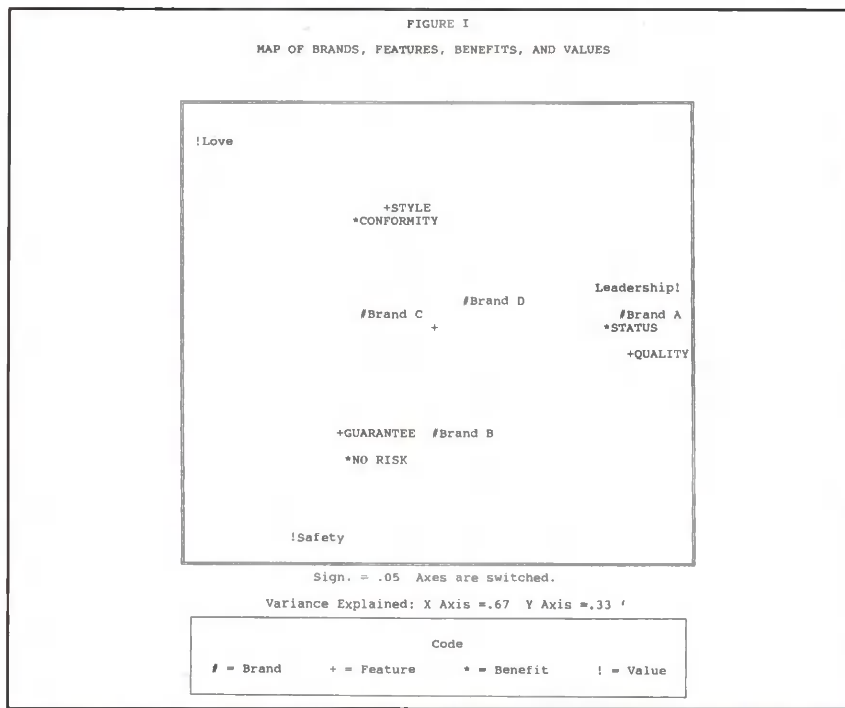 FIGURE I
MAP OF BRANDS, FEATURES, BENEFITS, AND VALUES
!Love
+STYLE
*CONFORMITY
Leadership!
#Brand D
#Brand C #Brand A
+ *STATUS
+QUALITY
+GUARANTEE #Brand B
*NO RISK
!Safety
Sign. = .05 Axes are switched.
Variance Explained: X Axis =.67 Y Axis =.33 '
Code
# = Brand + = Feature * = Benefit ! = Value